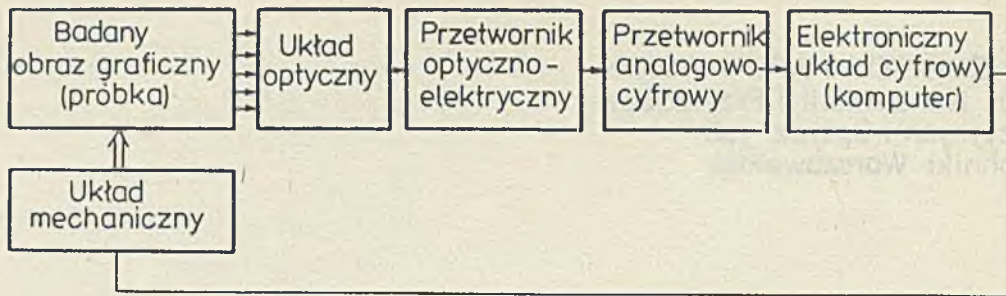 Badany
obraz graficzny
(próbka)
Układ
optyczny
Przetwornik
optyczno-
elektryczny
Przetwornik
analogowo-
cyfrowy
Elektroniczny
układ cyfrowy
(komputer)
Układ
mechaniczny